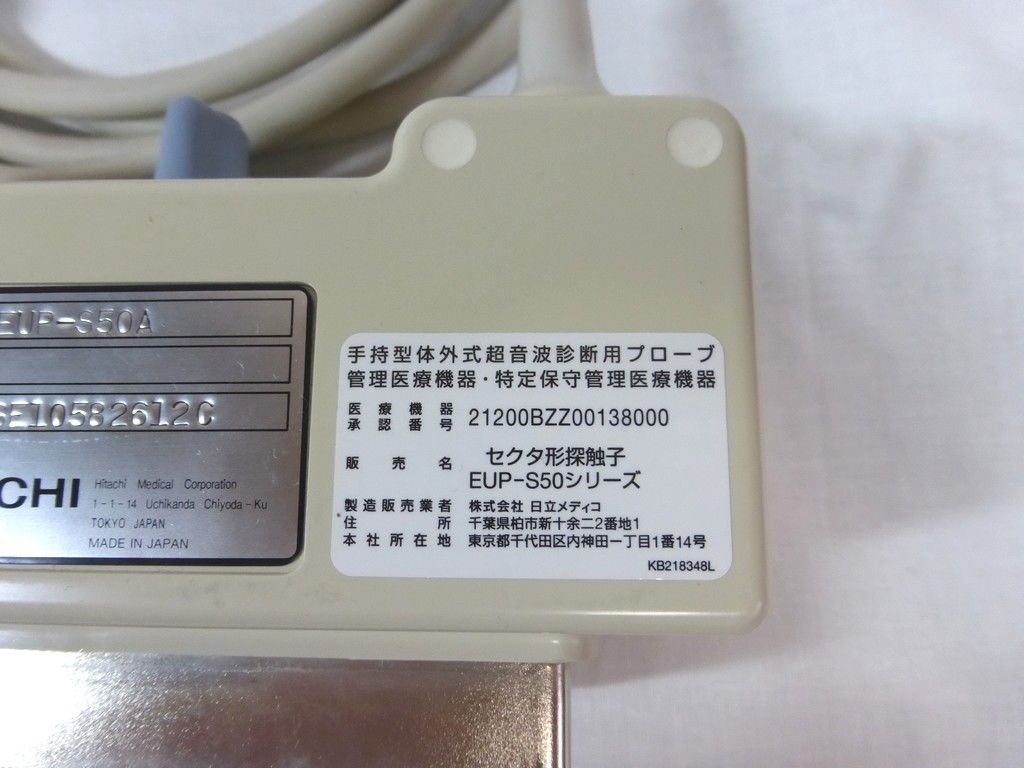 EUP-S50A
SE10582612C
CHI
Hitachi Medical Corporation
1-1-14 Uchikanda Chiyoda-Ku
TOKYO JAPAN
MADE IN JAPAN
手持型体外式超音波診断用プローブ
管理医療機器・特定保守管理医療機器
医療機器承認番号 21200BZZ00138000
販売名 セクタ形探触子
EUP-S50シリーズ
製造販売業者 株式会社 日立メディコ
住所 千葉県柏市新十余二2番地1
本社所在地 東京都千代田区内神田一丁目1番14号
KB218348L